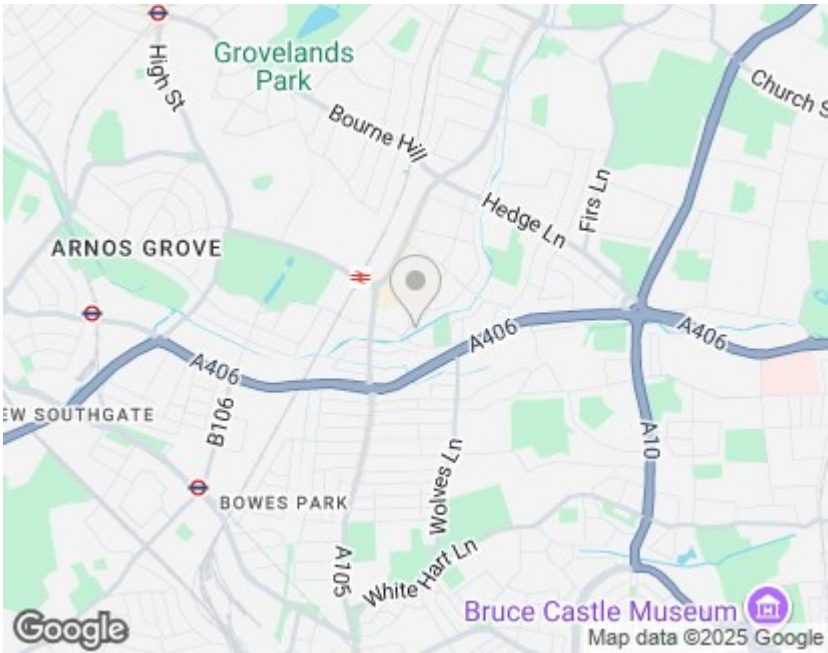 High St
Grovelands
Park
Church S
Bourne Hill
Firs Ln
Hedge Ln
ARNOS GROVE
A406
A406
A406
EW SOUTHGATE
B106
A10
Wolves Ln
BOWES PARK
A105
White Hart Ln
Bruce Castle Museum
Google
Map data ©2025 Google